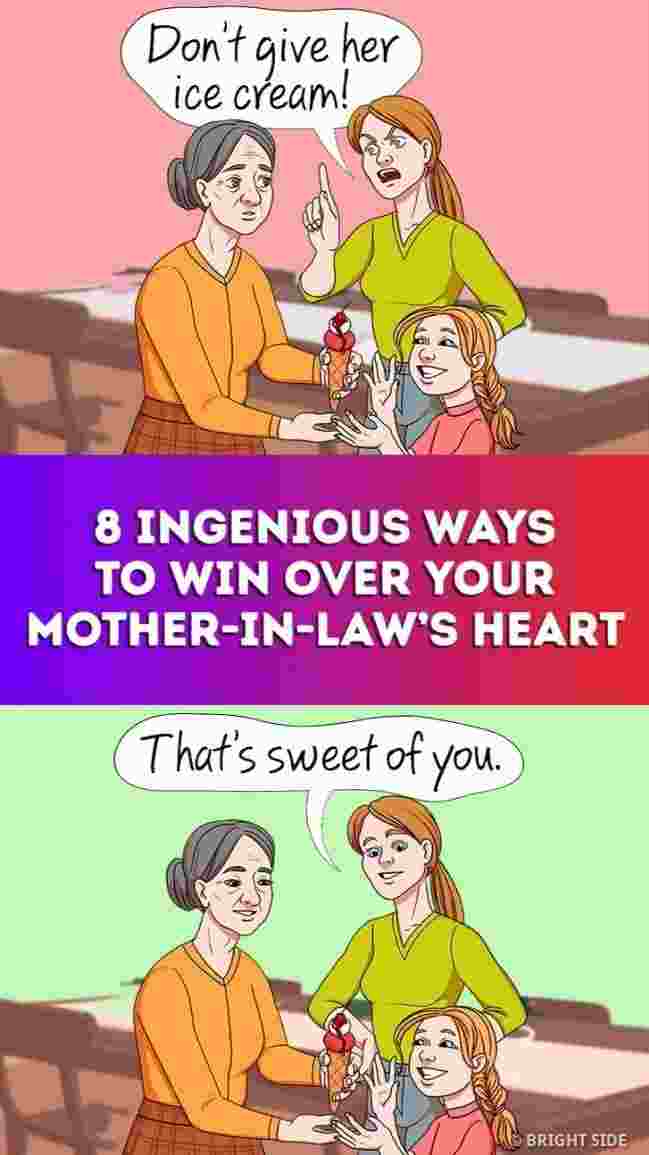 Don't give her
ice cream!
8 INGENIOUS WAYS
TO WIN OVER YOUR
MOTHER-IN-LAW'S HEART
That's sweet of you.
© BRIGHT SIDE